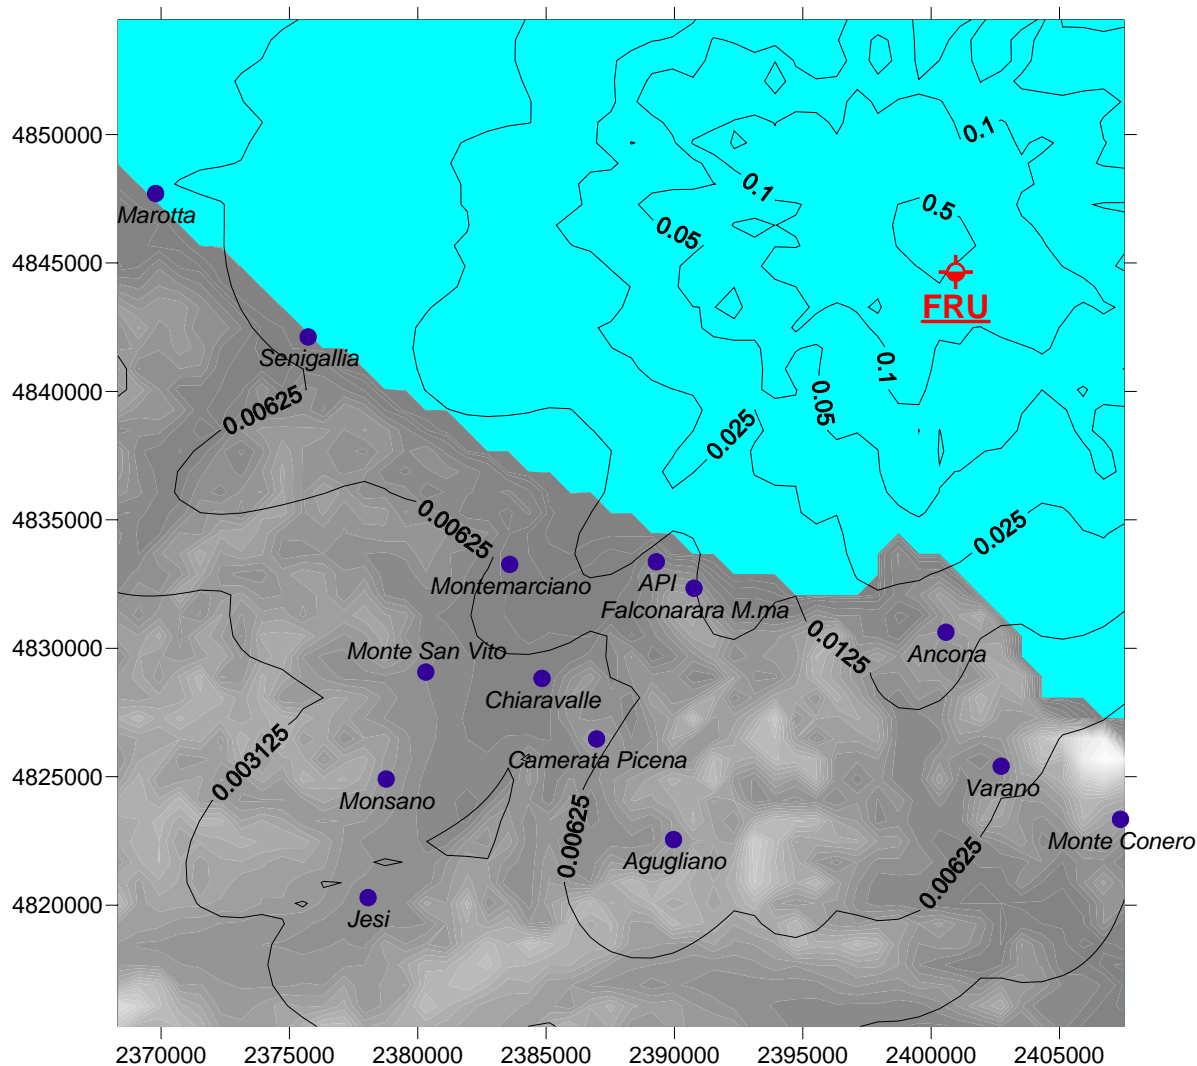 0.1
4850000
0.1
Marotta
0.5
0.05
4845000
FRU
4840000
Senigallia
0.00625
0.1
0.05
0.025
4835000
0.00625
0.025
Montemarciano
API
Falconarara M.ma
4830000
Monte San Vito
0.0125
Ancona
Chiaravalle
Camerata Picena
0.003125
4825000
Monsano
Varano
0.00625
Monte Conero
Agugliano
0.00625
4820000
Jesi
2370000 2375000 2380000 2385000 2390000 2395000 2400000 2405000